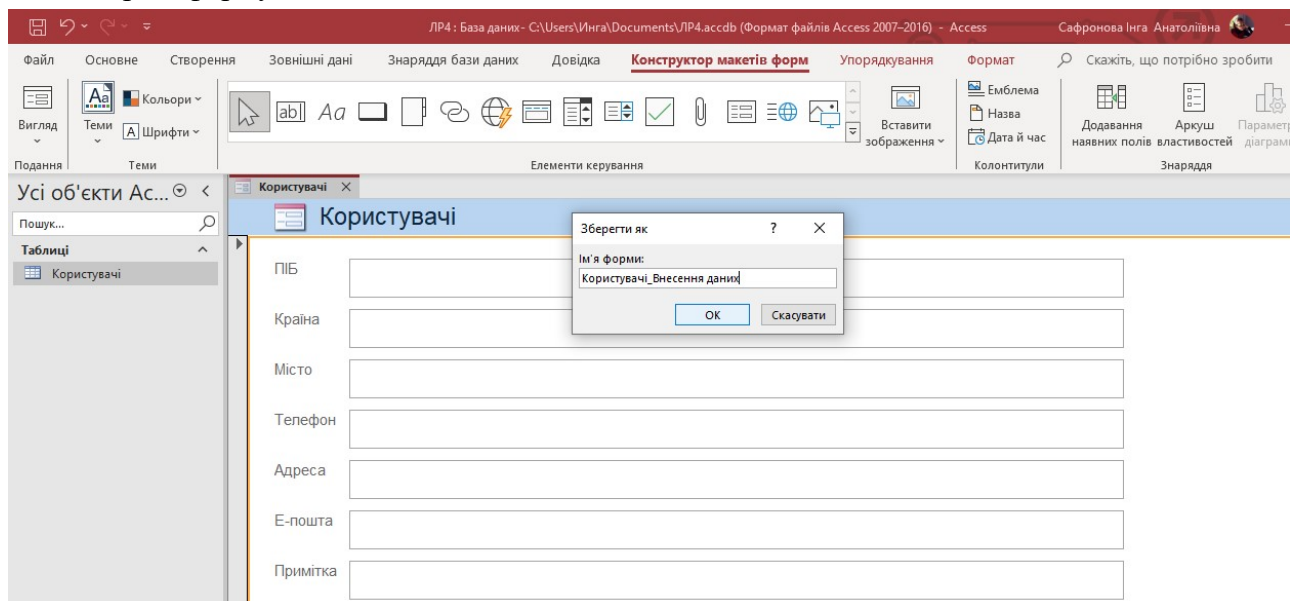 ЛР4 : База даних- C:\Users\Инга\Documents\ЛР4.accdb (Формат файлів Access 2007–2016) - Access Сафронова Інга Анатоліївна
Файл Основне Створення Зовнішні дані Знаряддя бази даних Довідка Конструктор макетів форм Упорядкування Формат Скажіть, що потрібно зробити
Вигляд
Теми
Кольори
Шрифти
Aa
ab
Aa
Вставити
зображення
Емблема
Назва
Дата й час
Додавання
наявних полів
Аркуш
властивостей
Подання Теми Елементи керування Колонтитули Знаряддя
Усі об'єкти Ac...
Пошук...
Таблиці
Користувачі
Користувачі
Користувачі
Зберегти як ?
Ім'я форми:
Користувачі_Внесення даних
ОК Скасувати
ПІБ
Країна
Місто
Телефон
Адреса
Е-пошта
Примітка